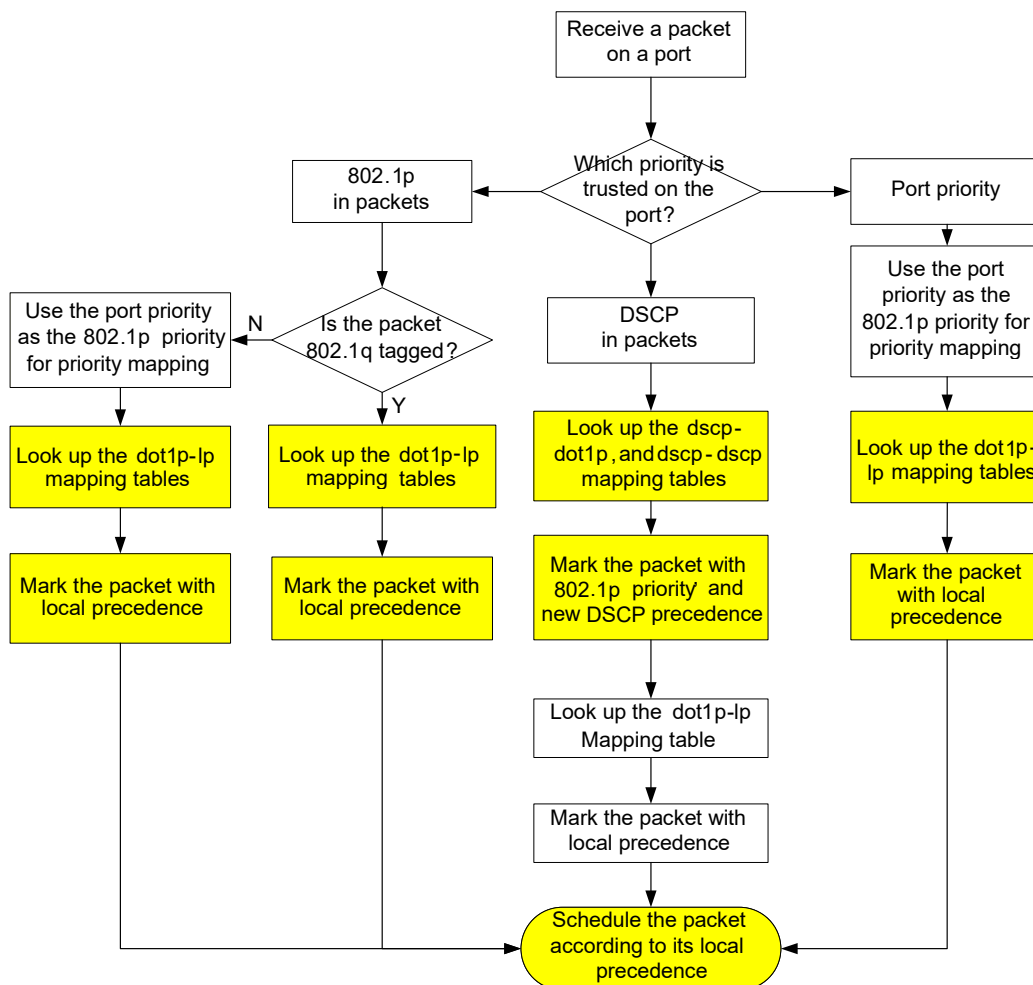 Receive a packet
on a port
Which priority is
trusted on the
port?
802.1p
in packets
Port priority
Use the port
priority as the
802.1p priority for
priority mapping
DSCP
in packets
Is the packet
802.1q tagged?
N
Y
Use the port priority
as the 802.1p priority
for priority mapping
Look up the dot1p-lp
mapping tables
Look up the dot1p-lp
mapping tables
Look up the dscp-
dot1p, and dscp-dscp
mapping tables
Look up the dot1p-
lp mapping tables
Mark the packet with
local precedence
Mark the packet with
local precedence
Mark the packet with
802.1p priority' and
new DSCP precedence
Mark the packet
with local
precedence
Look up the dot1p-lp
Mapping table
Mark the packet with
local precedence
Schedule the packet
according to its local
precedence